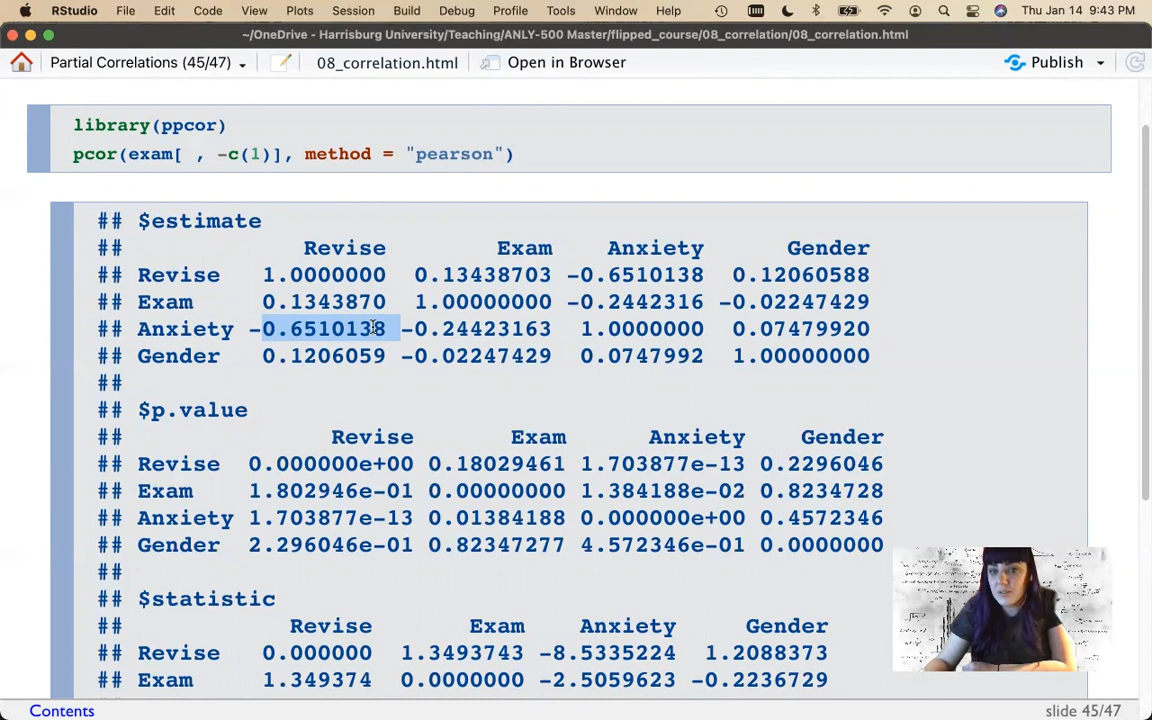 RStudio File Edit Code View Plots Session Build Debug Profile Tools Window Help Thu Jan 14 9:43 PM
~/OneDrive - Harrisburg University/Teaching/ANLY-500 Master/flipped_course/08_correlation/08_correlation.html
Partial Correlations (45/47) 08_correlation.html Open in Browser Publish
library(ppcor)
pcor(exam[ , -c(1)], method = "pearson")
## $estimate
## Revise Exam Anxiety Gender
## Revise 1.0000000 0.13438703 -0.6510138 0.12060588
## Exam 0.1343870 1.00000000 -0.2442316 -0.02247429
## Anxiety -0.6510138 -0.24423163 1.0000000 0.07479920
## Gender 0.1206059 -0.02247429 0.0747992 1.00000000
##
## $p.value
## Revise Exam Anxiety Gender
## Revise 0.000000e+00 0.18029461 1.703877e-13 0.2296046
## Exam 1.802946e-01 0.00000000 1.384188e-02 0.8234728
## Anxiety 1.703877e-13 0.01384188 0.000000e+00 0.4572346
## Gender 2.296046e-01 0.82347277 4.572346e-01 0.0000000
##
## $statistic
## Revise Exam Anxiety Gender
## Revise 0.000000 1.3493743 -8.5335224 1.2088373
## Exam 1.349374 0.0000000 -2.5059623 -0.2236729
Contents slide 45/47